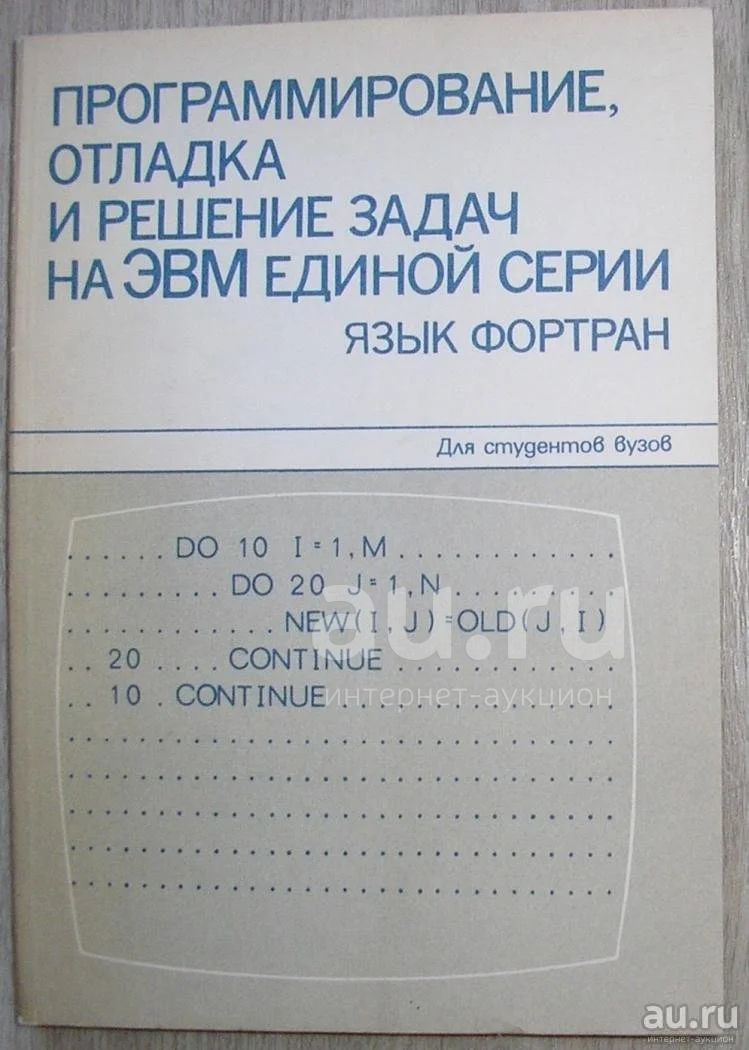 ПРОГРАММИРОВАНИЕ,
ОТЛАДКА
И РЕШЕНИЕ ЗАДАЧ
НА ЭВМ ЕДИНОЙ СЕРИИ
ЯЗЫК ФОРТРАН
Для студентов вузов
......DO 10 I=1,M............
.........DO 20 J=1,N.........
............NEW(I,J)=OLD(J,I)
..20....CONTINUE.............
..10.CONTINUE................
au.ru
интернет-аукцион
au.ru
интернет-аукцион